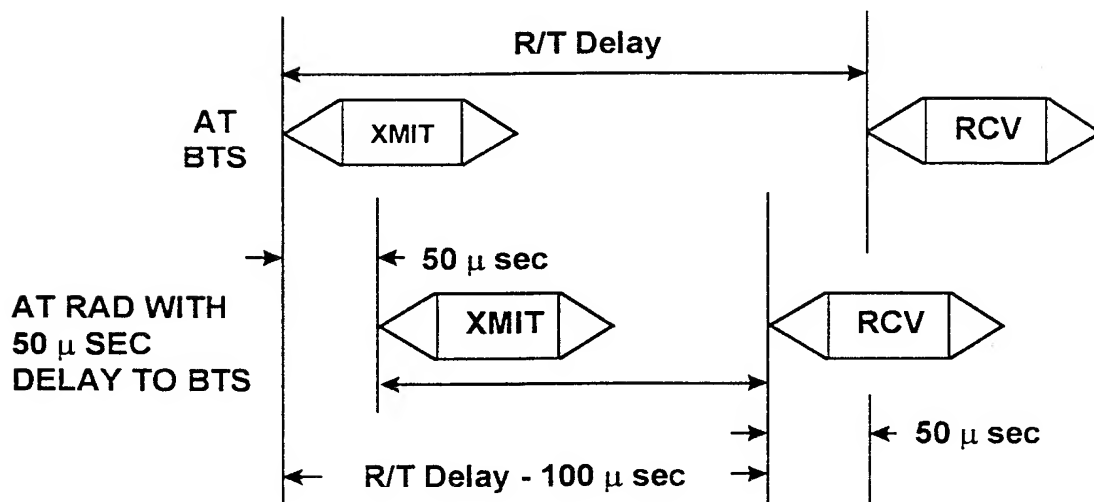 R/T Delay
AT
BTS
XMIT
RCV
50 μ sec
AT RAD WITH
50 μ SEC
DELAY TO BTS
XMIT
RCV
50 μ sec
R/T Delay - 100 μ sec